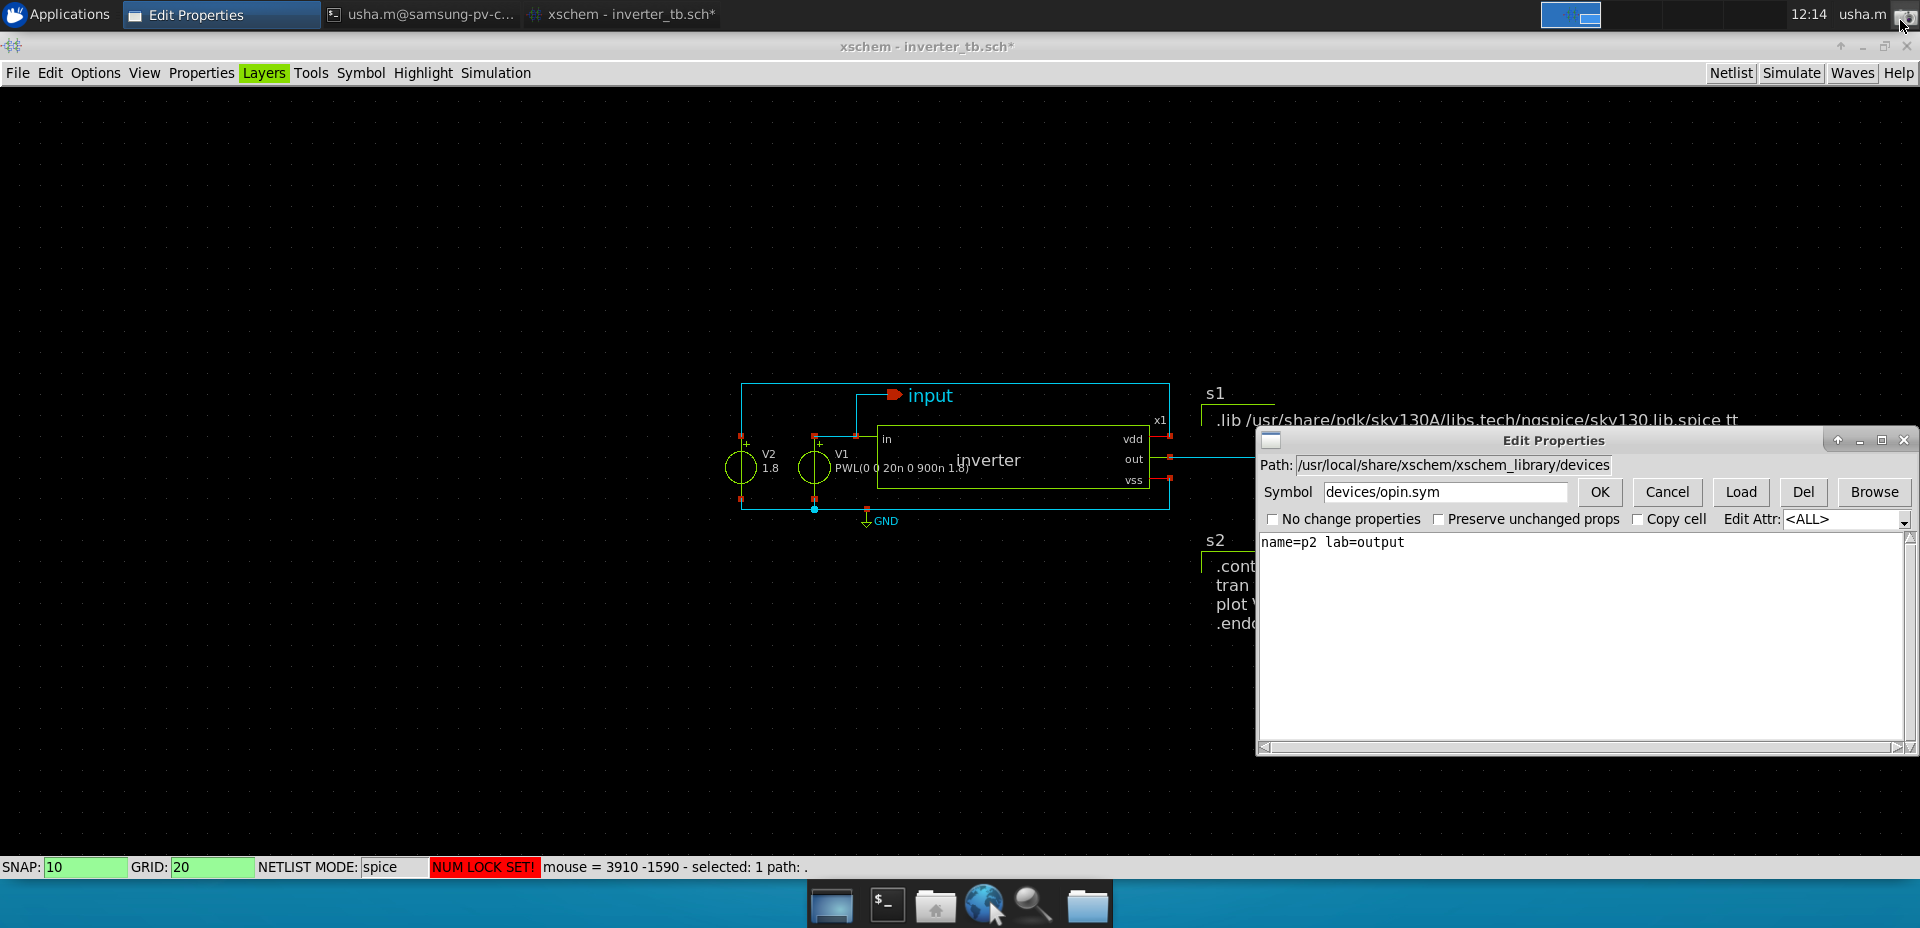 Applications
Edit Properties
usha.m@samsung-pv-c...
xschem - inverter_tb.sch*
12:14
usha.m
xschem - inverter_tb.sch*
File Edit Options View Properties Layers Tools Symbol Highlight Simulation
Netlist Simulate Waves Help
input
s1
.lib /usr/share/pdk/sky130A/libs.tech/ngspice/sky130.lib.spice tt
x1
in
vdd
V2
1.8
V1
PWL(0 0 20n 0 900n 1.8)
inverter
out
vss
GND
s2
.cont
tran
plot
.endc
Edit Properties
Path: /usr/local/share/xschem/xschem_library/devices
Symbol devices/opin.sym OK Cancel Load Del Browse
No change properties Preserve unchanged props Copy cell Edit Attr: <ALL>
name=p2 lab=output
SNAP: 10 GRID: 20 NETLIST MODE: spice NUM LOCK SET! mouse = 3910 -1590 - selected: 1 path: .
$_